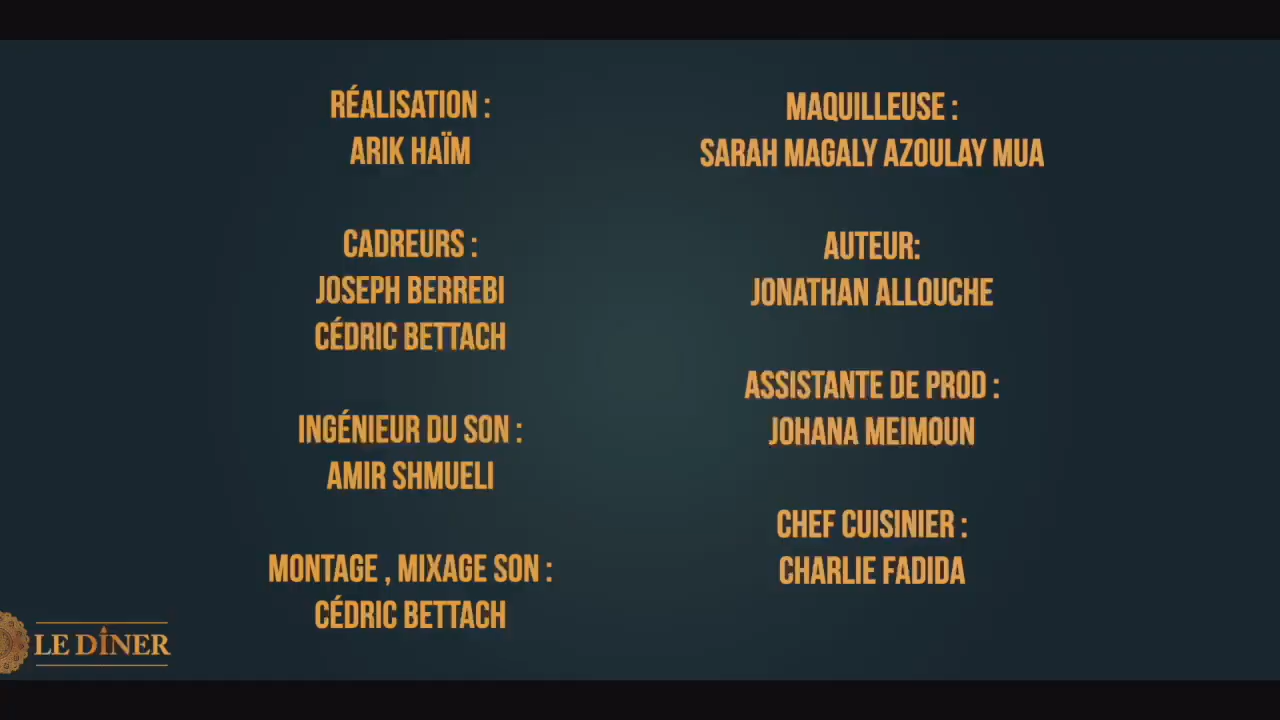 RÉALISATION :
ARIK HAÏM
CADREURS :
JOSEPH BERREBI
CÉDRIC BETTACH
INGÉNIEUR DU SON :
AMIR SHMUELI
MONTAGE , MIXAGE SON :
CÉDRIC BETTACH
MAQUILLEUSE :
SARAH MAGALY AZOULAY MUA
AUTEUR:
JONATHAN ALLOUCHE
ASSISTANTE DE PROD :
JOHANA MEIMOUN
CHEF CUISINIER :
CHARLIE FADIDA
LE DÎNER